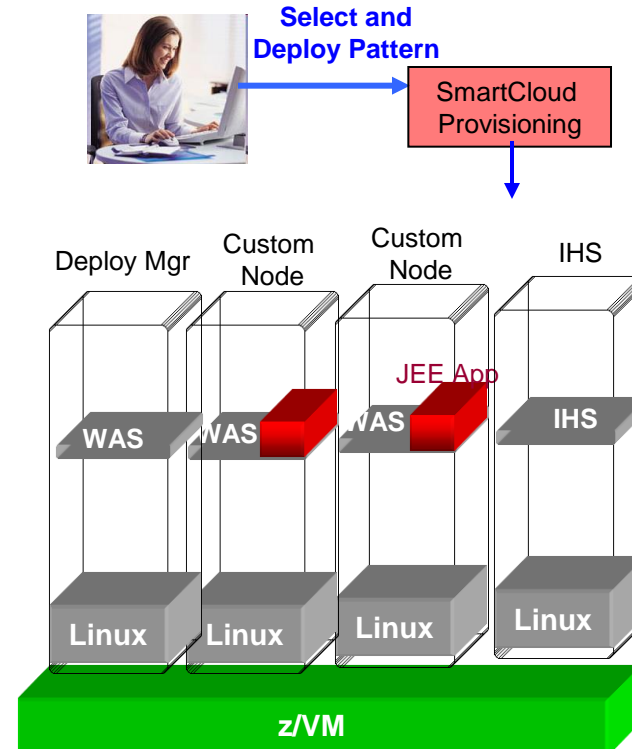 Select and
Deploy Pattern
SmartCloud
Provisioning
Deploy Mgr
Custom
Node
Custom
Node
IHS
JEE App
WAS
WAS
WAS
IHS
Linux
Linux
Linux
Linux
z/VM